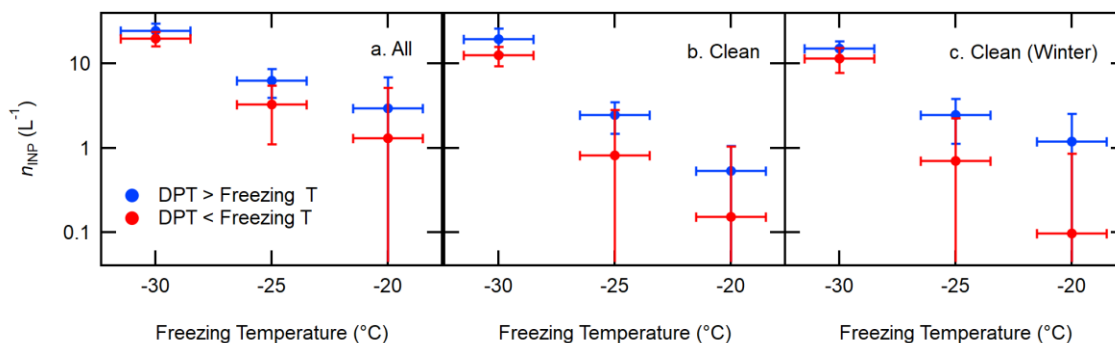 a. All
b. Clean
c. Clean (Winter)
10
1
0.1
nINP (L-1)
DPT > Freezing T
DPT < Freezing T
-30
-25
-20
-30
-25
-20
-30
-25
-20
Freezing Temperature (°C)
Freezing Temperature (°C)
Freezing Temperature (°C)